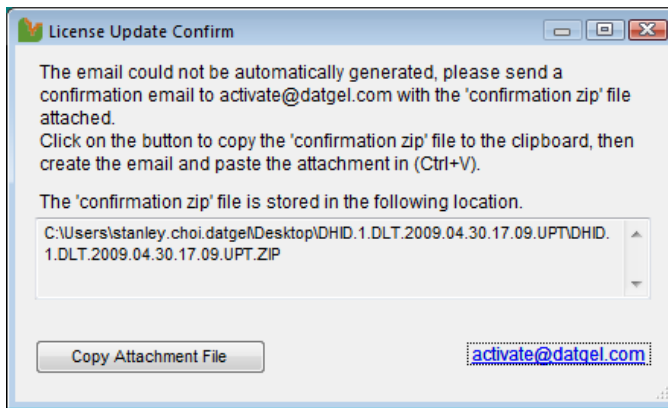 License Update Confirm
The email could not be automatically generated, please send a
confirmation email to activate@datgel.com with the 'confirmation zip' file
attached.
Click on the button to copy the 'confirmation zip' file to the clipboard, then
create the email and paste the attachment in (Ctrl+V).
The 'confirmation zip' file is stored in the following location.
C:\Users\stanley.choi.datgel\Desktop\DHID.1.DLT.2009.04.30.17.09.UPT\DHID.
1.DLT.2009.04.30.17.09.UPT.ZIP
Copy Attachment File
activate@datgel.com